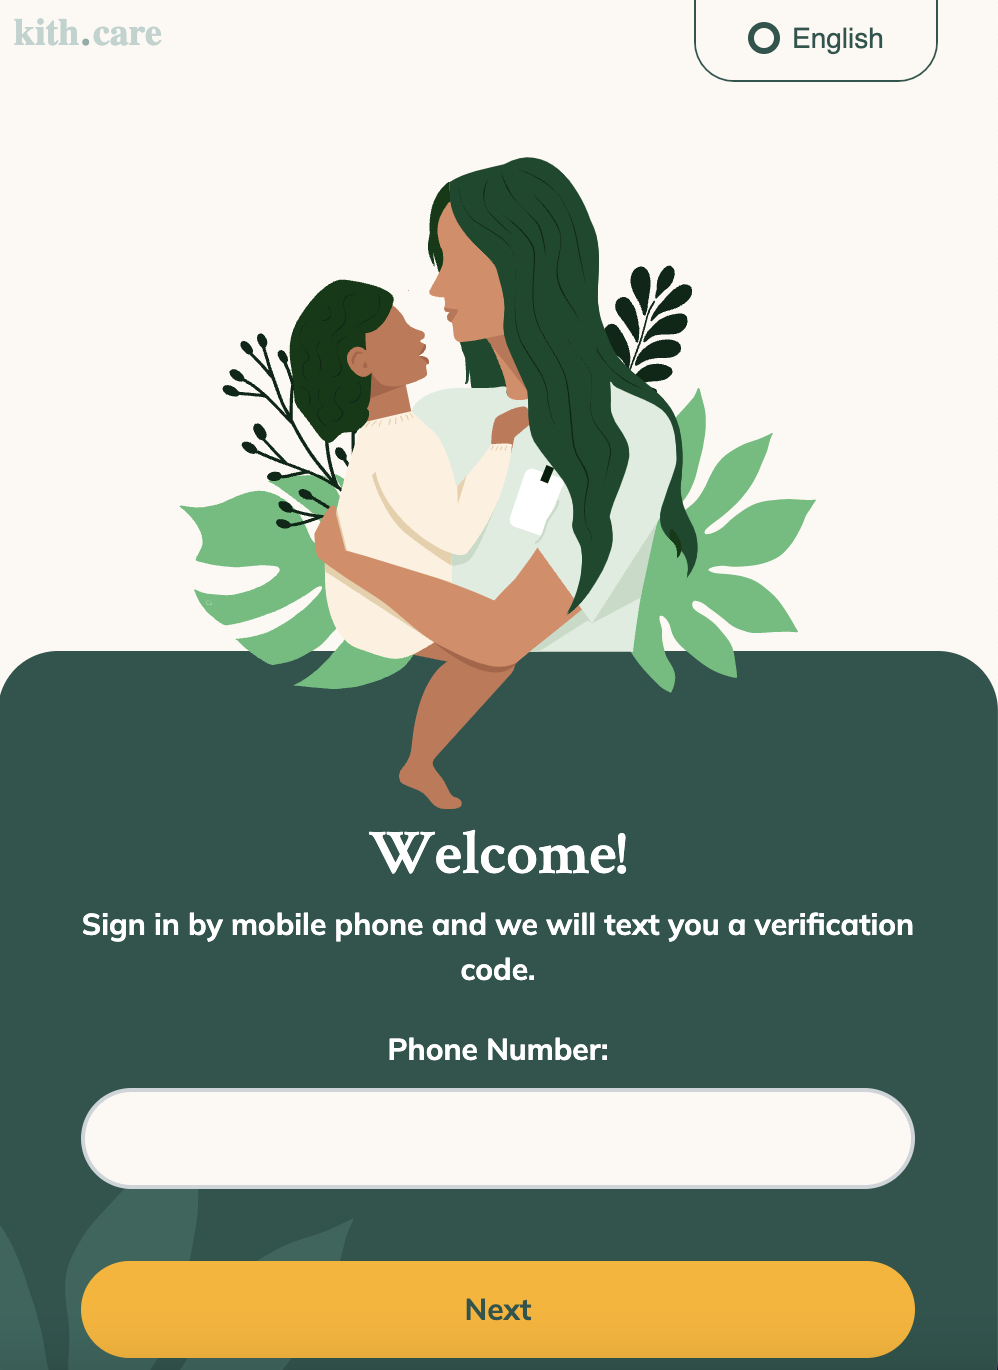 kith.care
English
Welcome!
Sign in by mobile phone and we will text you a verification
code.
Phone Number:
Next